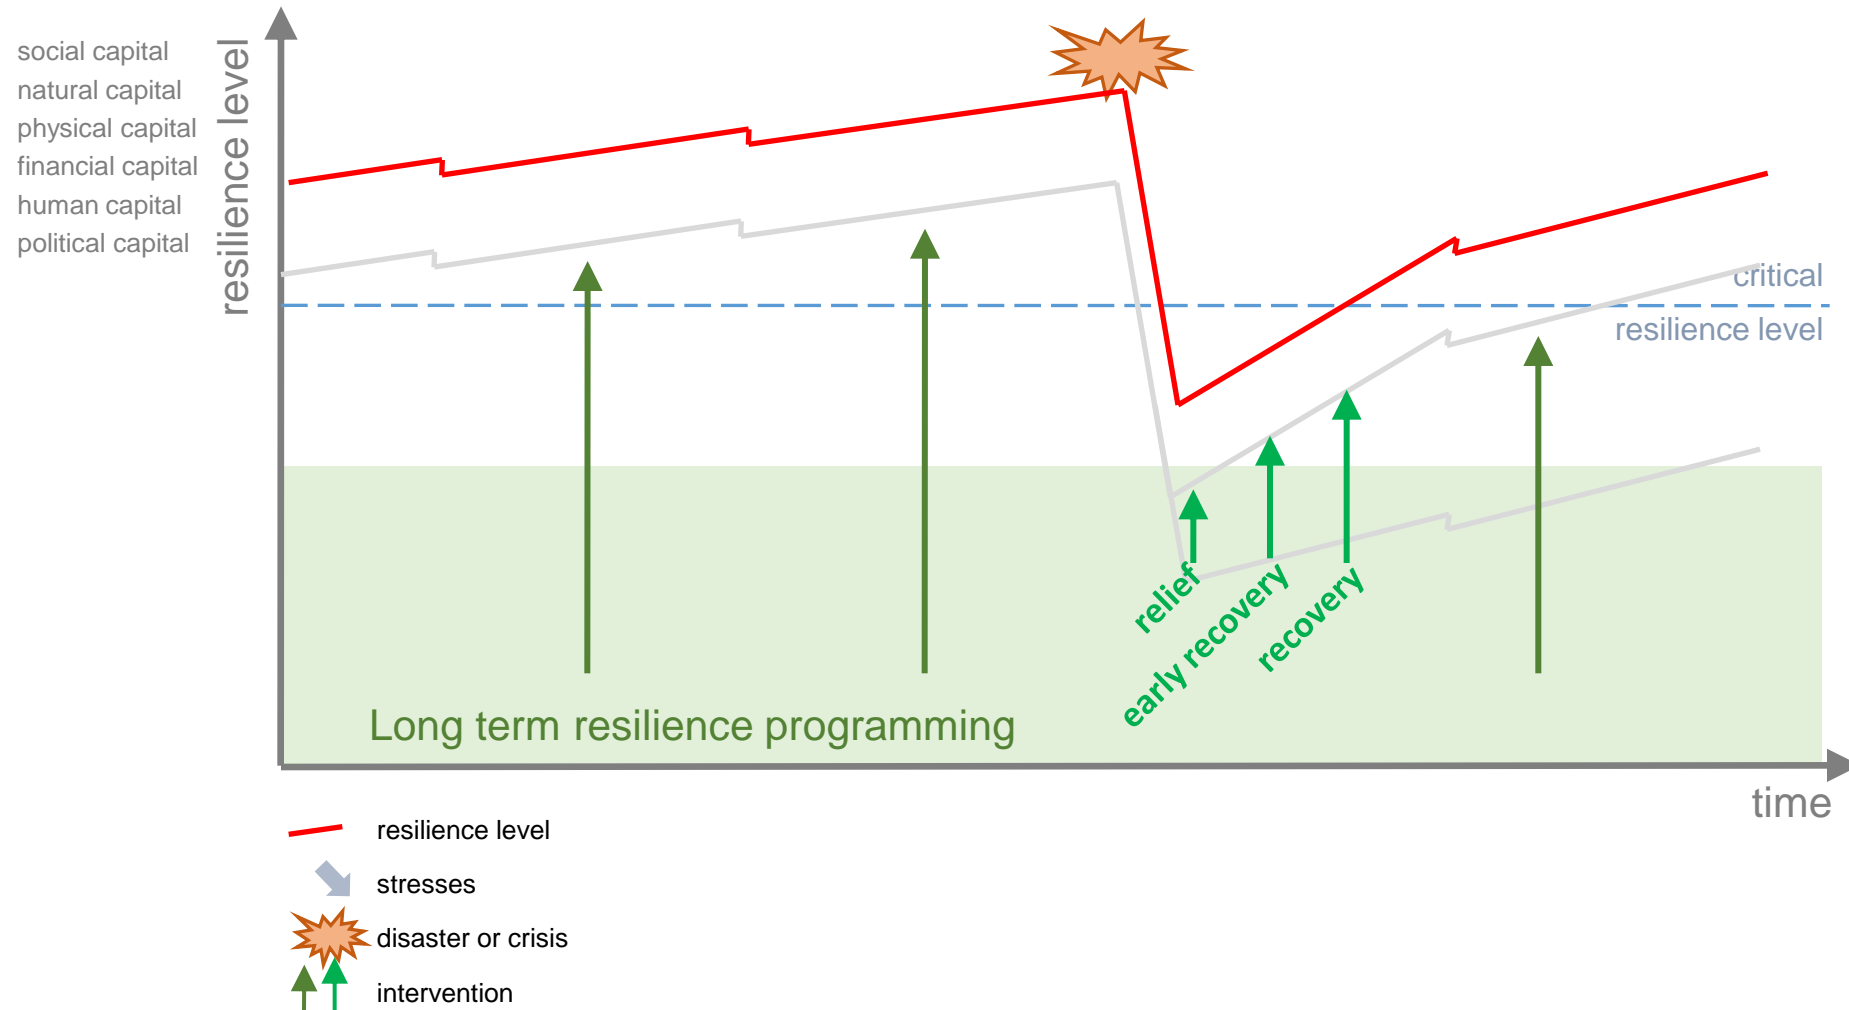 social capital
natural capital
physical capital
financial capital
human capital
political capital
resilience level
critical
resilience level
relief
early recovery
recovery
Long term resilience programming
time
resilience level
stresses
disaster or crisis
intervention